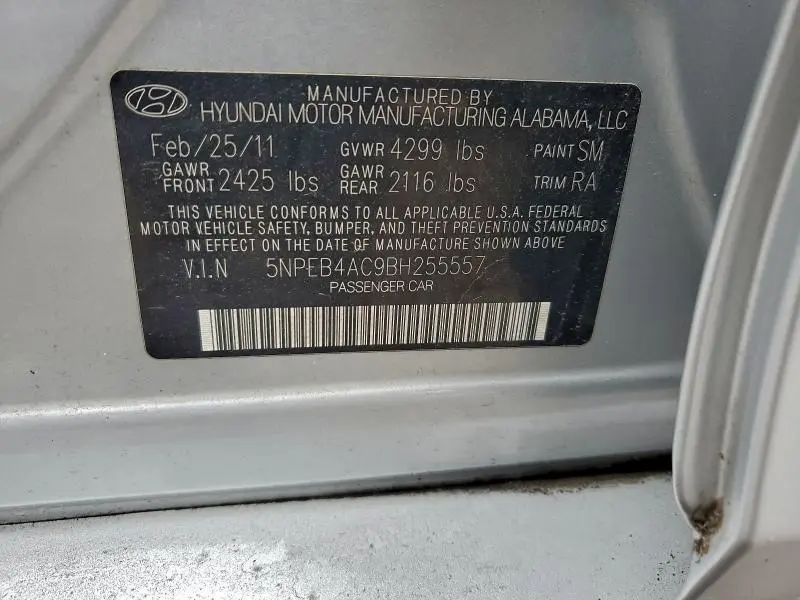 MANUFACTURED BY
HYUNDAI MOTOR MANUFACTURING ALABAMA, LLC
Feb/25/11 GVWR 4299 lbs PAINT SM
GAWR FRONT 2425 lbs GAWR REAR 2116 lbs TRIM RA
THIS VEHICLE CONFORMS TO ALL APPLICABLE U.S.A. FEDERAL
MOTOR VEHICLE SAFETY, BUMPER, AND THEFT PREVENTION STANDARDS
IN EFFECT ON THE DATE OF MANUFACTURE SHOWN ABOVE
V.I.N 5NPEB4AC9BH255557
PASSENGER CAR